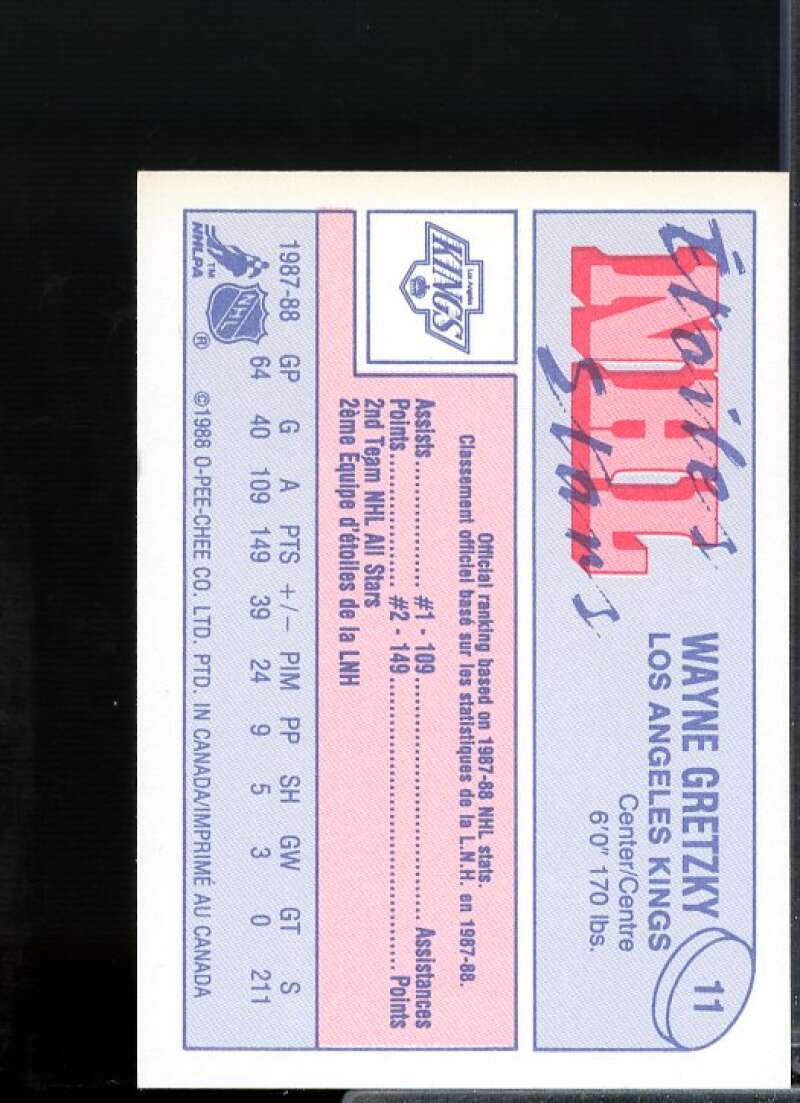 Étoiles
NHL
Stars
WAYNE GRETZKY
LOS ANGELES KINGS
Center/Centre
6'0" 170 lbs.
11
Los Angeles
KINGS
Official ranking based on 1987-88 NHL stats.
Classement officiel basé sur les statistiques de la L.N.H. en 1987-88.
Assists.................. #1 - 109.................................. Assistances
Points.................. #2 - 149........................................ Points
2nd Team NHL All Stars
2ème Equipe d'étoiles de la LNH
1987-88 GP G A PTS +/– PIM PP SH GW GT S
64 40 109 149 39 24 9 5 3 0 211
NHLPA ™
NHL ®
©1988 O-PEE-CHEE CO. LTD. PTD. IN CANADA/IMPRIMÉ AU CANADA